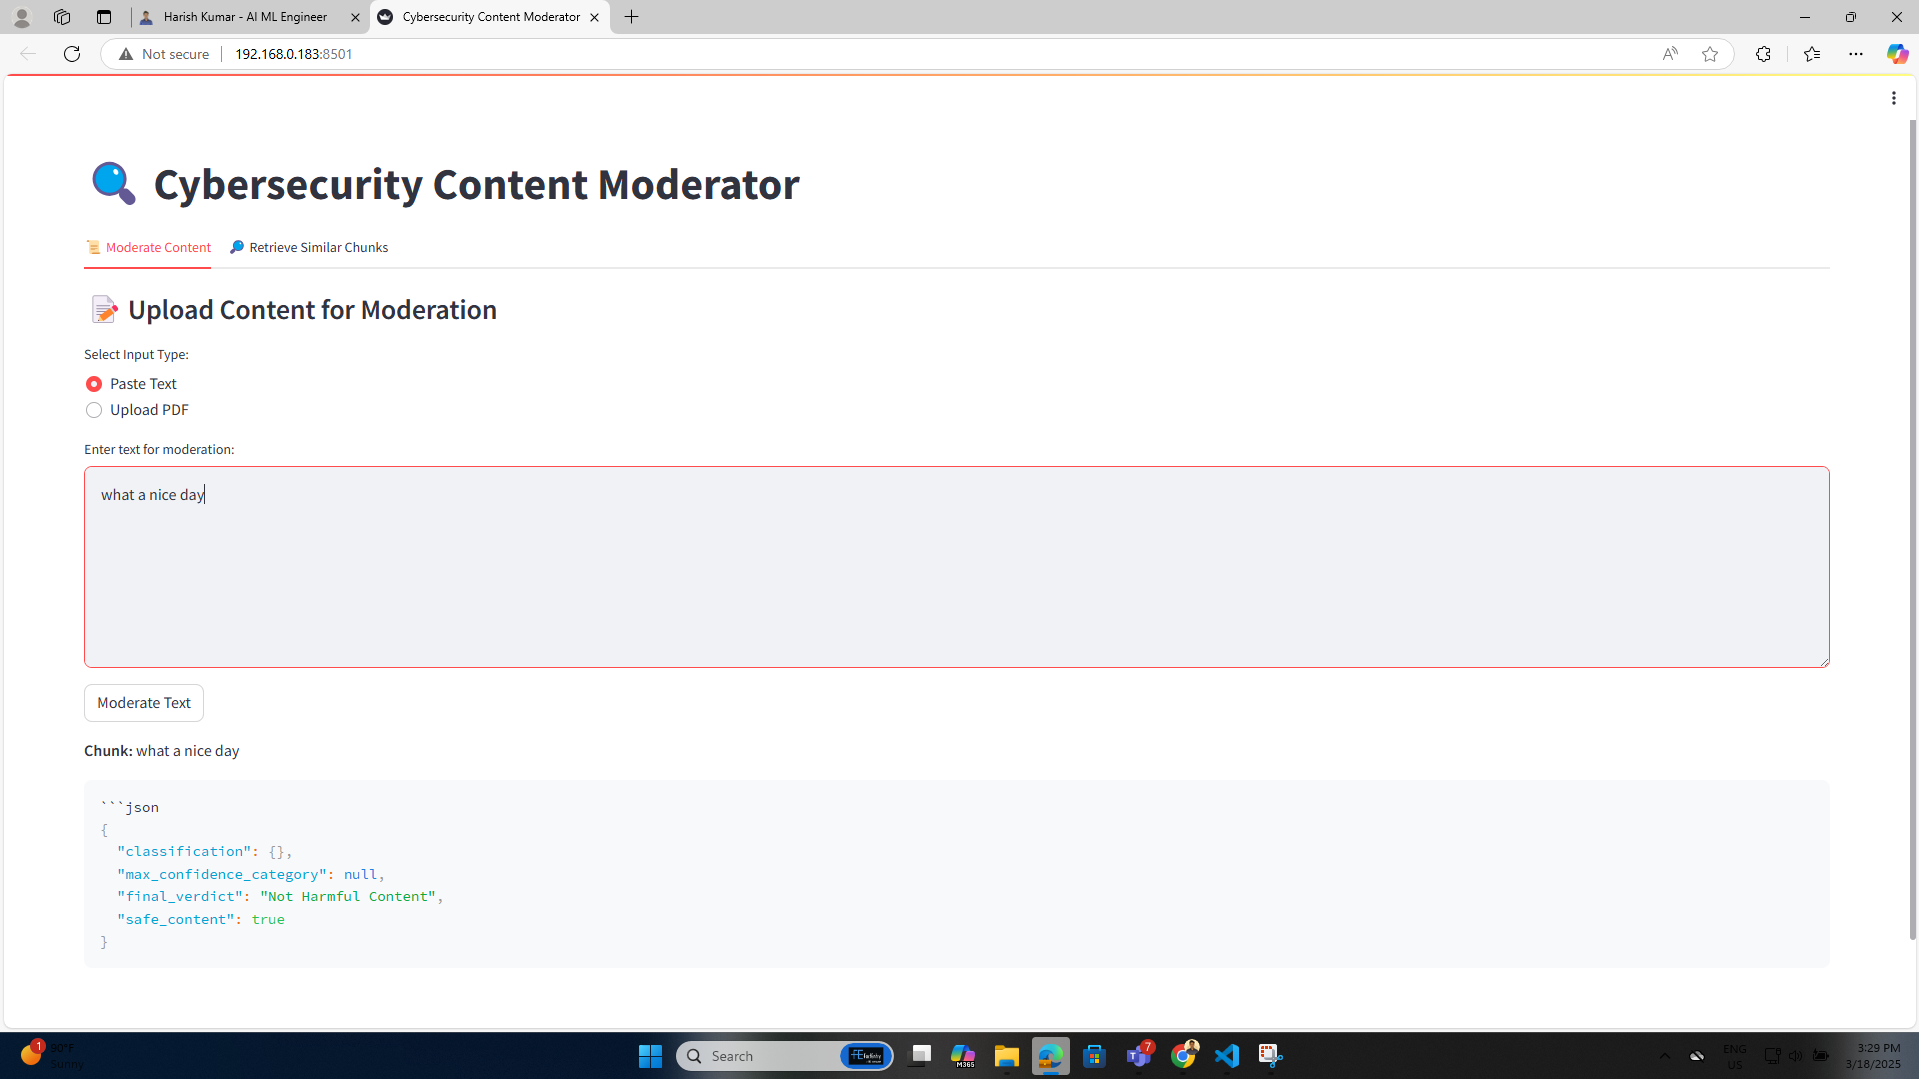 Harish Kumar - AI ML Engineer
Cybersecurity Content Moderator
Not secure
192.168.0.183:8501
Cybersecurity Content Moderator
Moderate Content
Retrieve Similar Chunks
Upload Content for Moderation
Select Input Type:
Paste Text
Upload PDF
Enter text for moderation:
what a nice day
Moderate Text
Chunk: what a nice day
```json
{
"classification": {},
"max_confidence_category": null,
"final_verdict": "Not Harmful Content",
"safe_content": true
}
1
90°F
Sunny
Search
M365
7
ENG
US
3:29 PM
3/18/2025